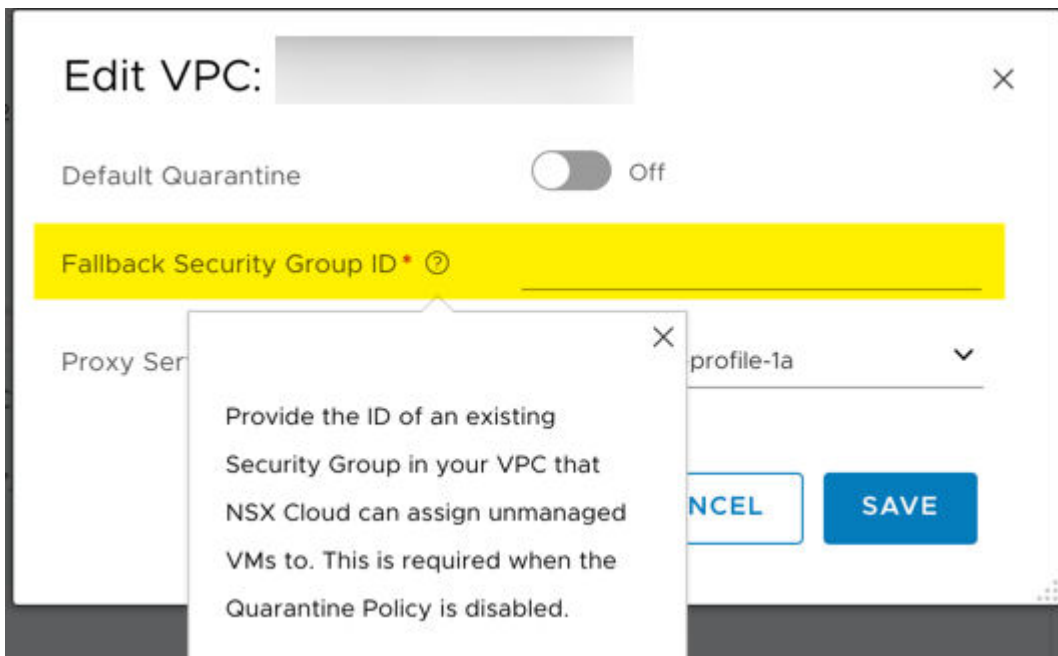 Edit VPC:
Default Quarantine
Off
Fallback Security Group ID*
Proxy Ser
profile-1a
Provide the ID of an existing
Security Group in your VPC that
NSX Cloud can assign unmanaged
VMs to. This is required when the
Quarantine Policy is disabled.
NCEL
SAVE